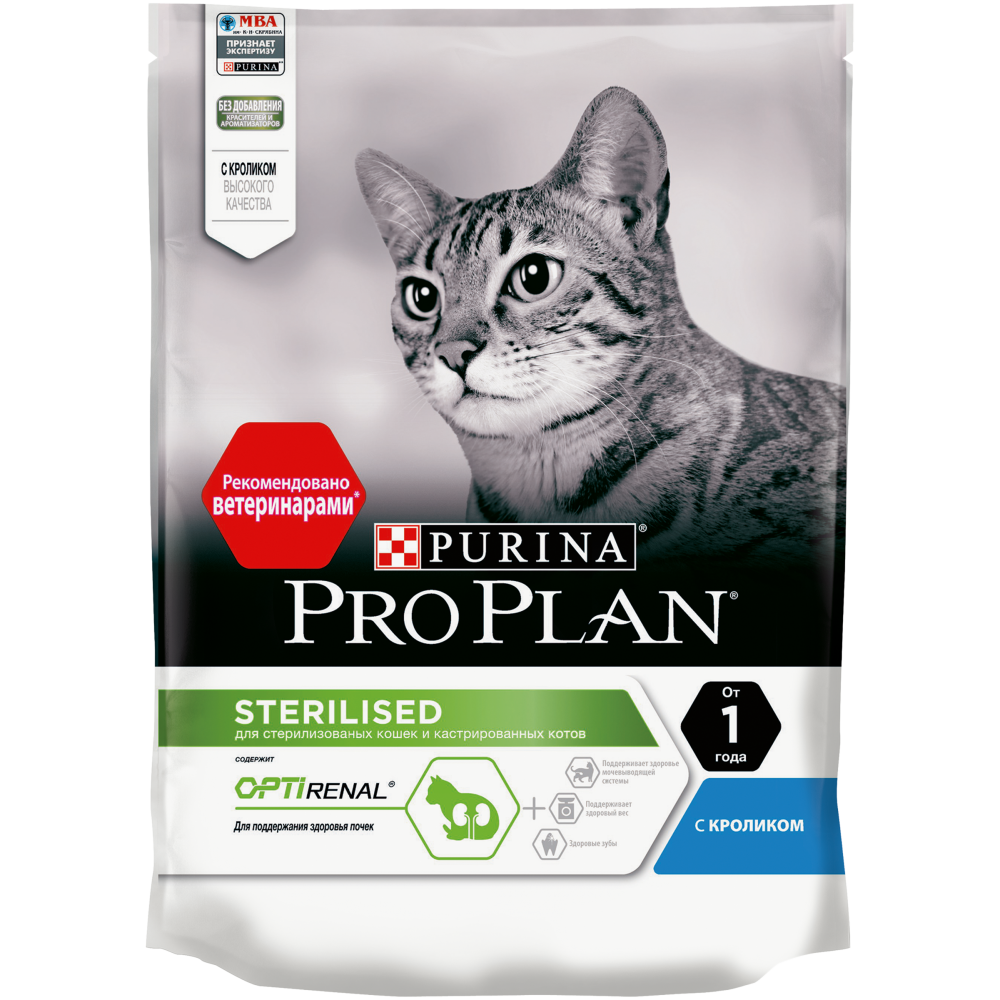 МВА
им. К·И·СКРЯБИНА
ПРИЗНАЕТ
ЭКСПЕРТИЗУ
PURINA
БЕЗ ДОБАВЛЕНИЯ
КРАСИТЕЛЕЙ И
АРОМАТИЗАТОРОВ
С КРОЛИКОМ
ВЫСОКОГО
КАЧЕСТВА
Рекомендовано
ветеринарами*
PURINA®
PRO PLAN®
STERILISED
для стерилизованых кошек и кастрированных котов
От
1
года
СОДЕРЖИТ
OPTIRENAL®
Для поддержания здоровья почек
+
Поддерживает здоровье
мочевыводящей
системы
Поддерживает
здоровый вес
Здоровые зубы
С КРОЛИКОМ